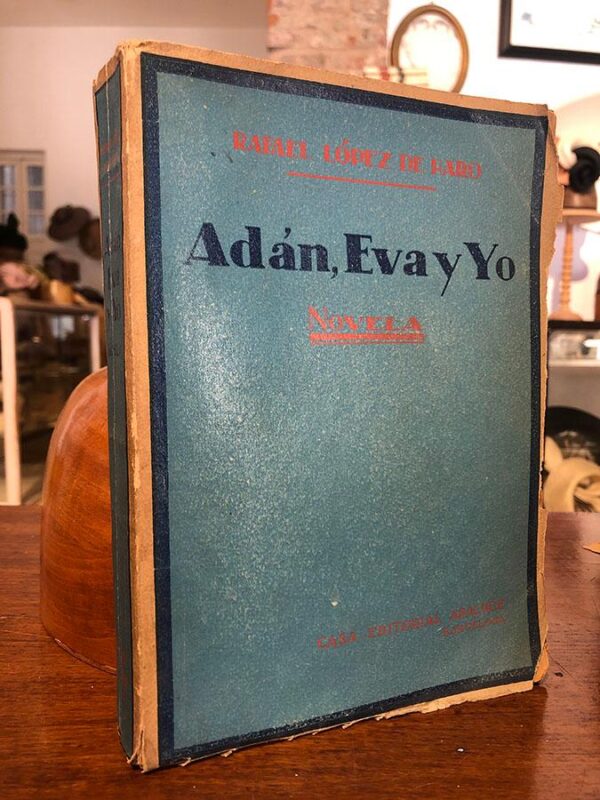 RAFAEL LÓPEZ DE HARO
Adán, Eva y Yo
NOVELA
CASA EDITORIAL ARALUCE
BARCELONA